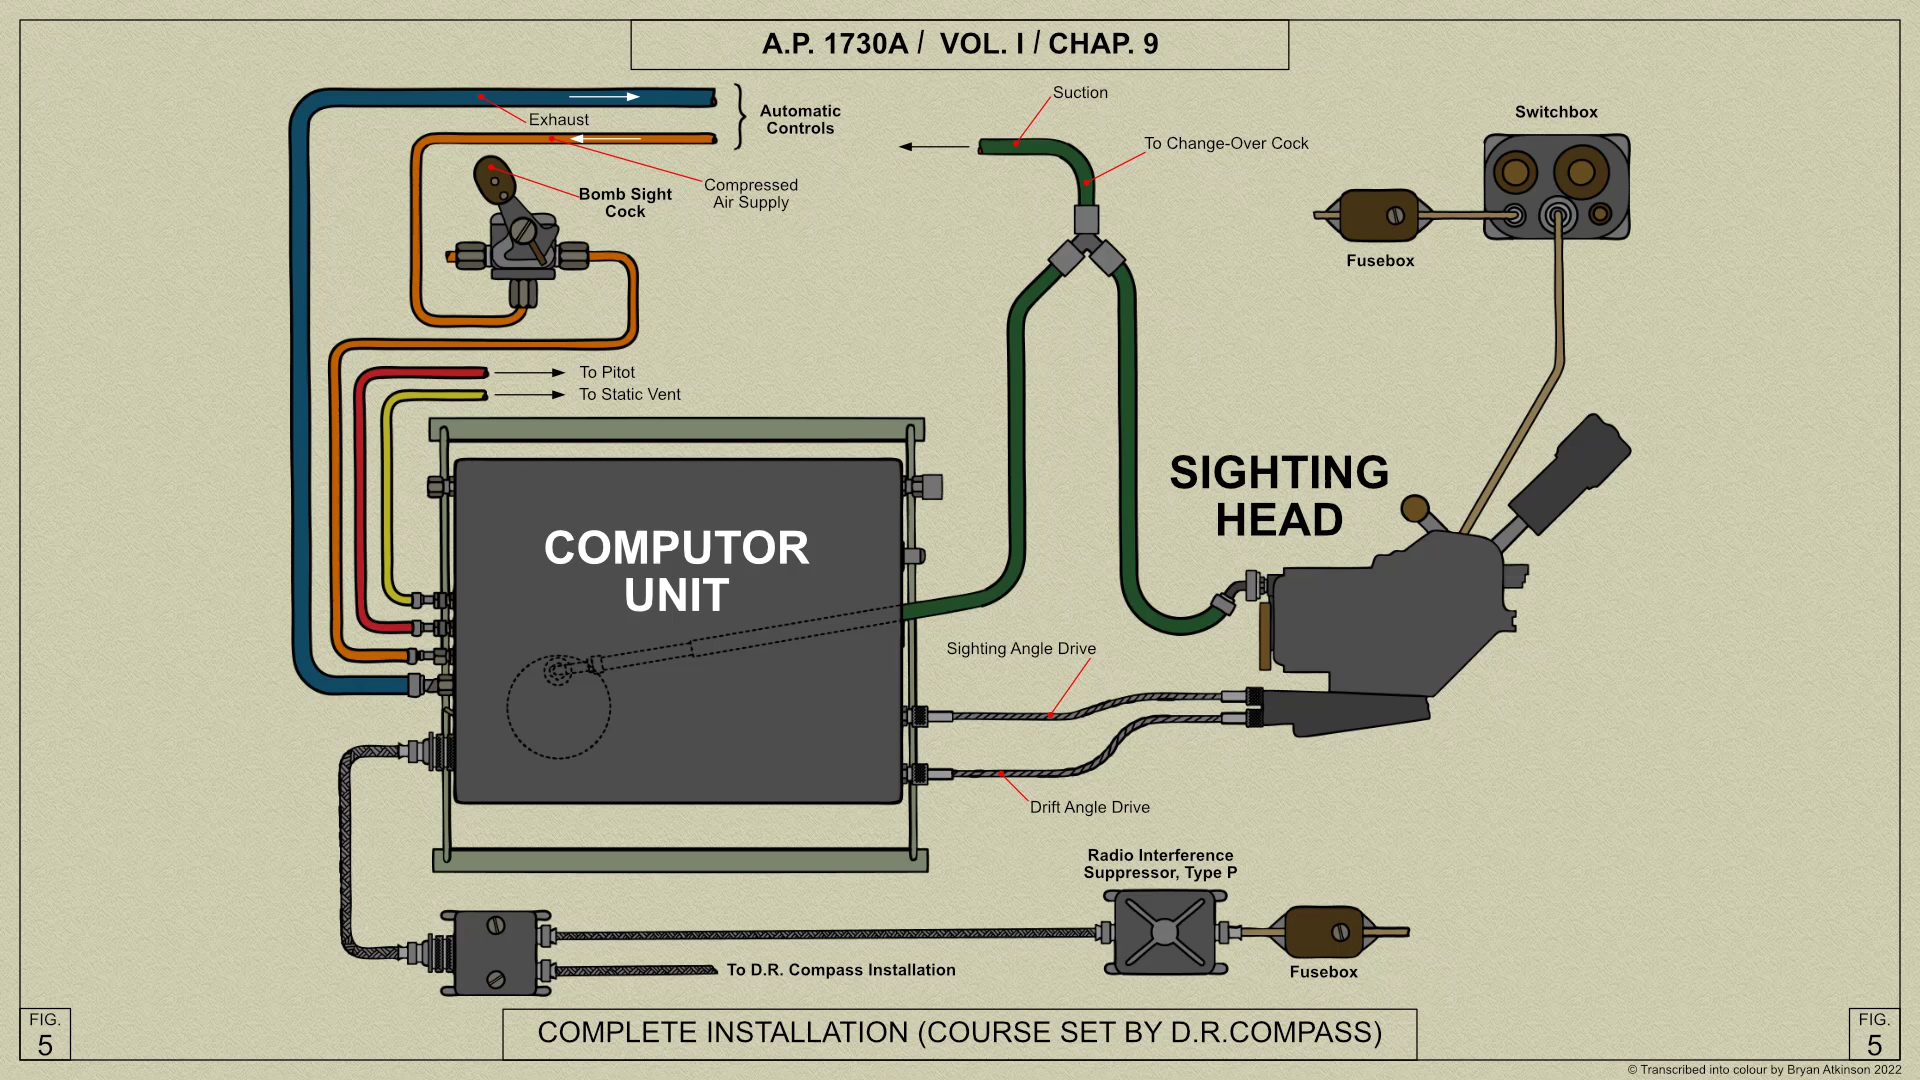 A.P. 1730A / VOL. I / CHAP. 9
Exhaust
Automatic
Controls
Compressed
Air Supply
Bomb Sight
Cock
Suction
To Change-Over Cock
Switchbox
Fusebox
To Pitot
To Static Vent
COMPUTOR
UNIT
SIGHTING
HEAD
Sighting Angle Drive
Drift Angle Drive
Radio Interference
Suppressor, Type P
To D.R. Compass Installation
Fusebox
FIG.
5
COMPLETE INSTALLATION (COURSE SET BY D.R.COMPASS)
FIG.
5
© Transcribed into colour by Bryan Atkinson 2022